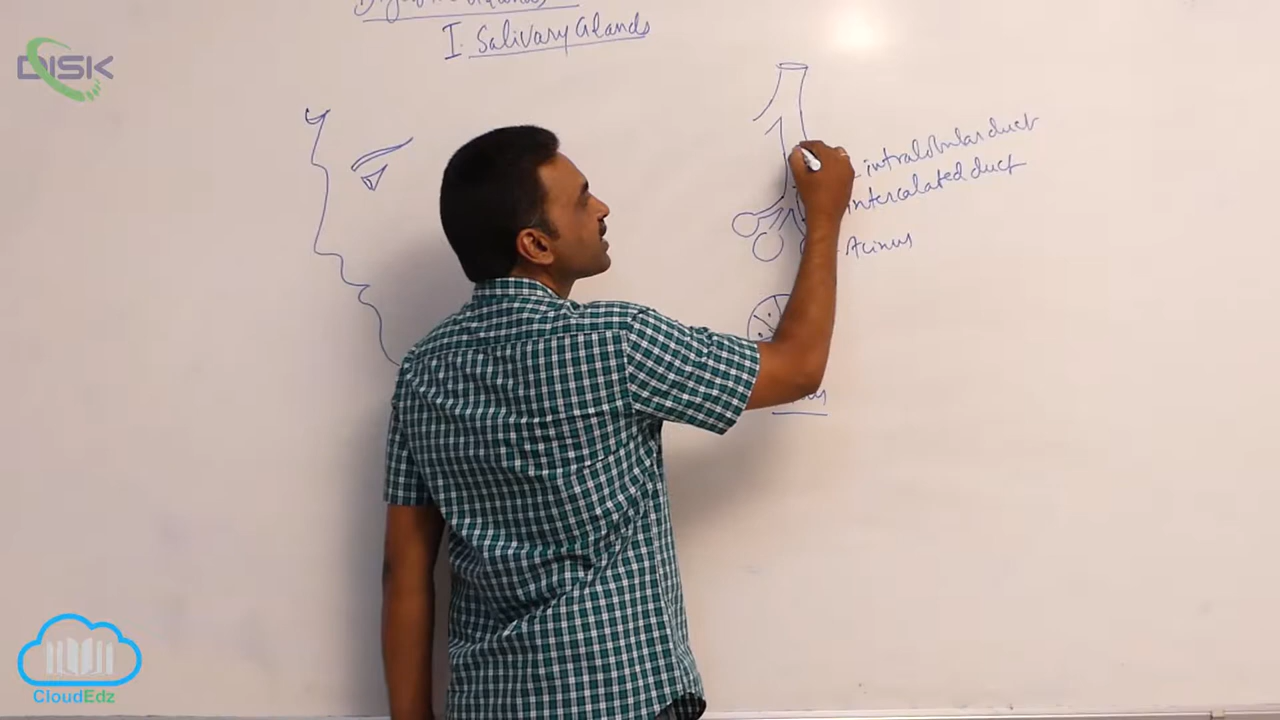 DISK
I. Salivary Glands
intralobular duct
intercalated duct
Acinus
CloudEdz